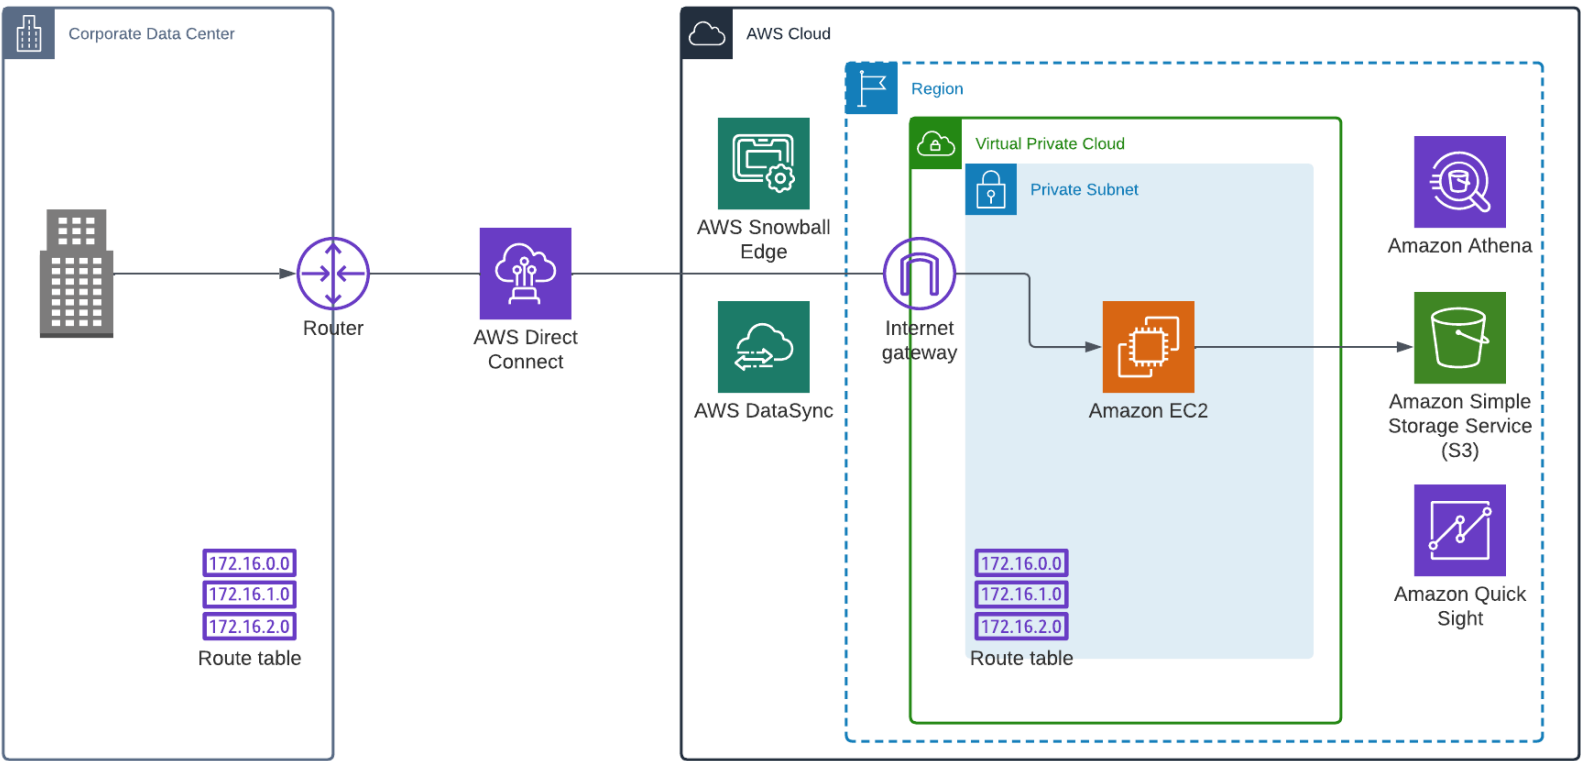 Corporate Data Center
AWS Cloud
Region
Virtual Private Cloud
Private Subnet
AWS Snowball
Edge
Amazon Athena
Router
AWS Direct
Connect
Internet
gateway
AWS DataSync
Amazon EC2
Amazon Simple
Storage Service
(S3)
172.16.0.0
172.16.1.0
172.16.2.0
Route table
172.16.0.0
172.16.1.0
172.16.2.0
Route table
Amazon Quick
Sight